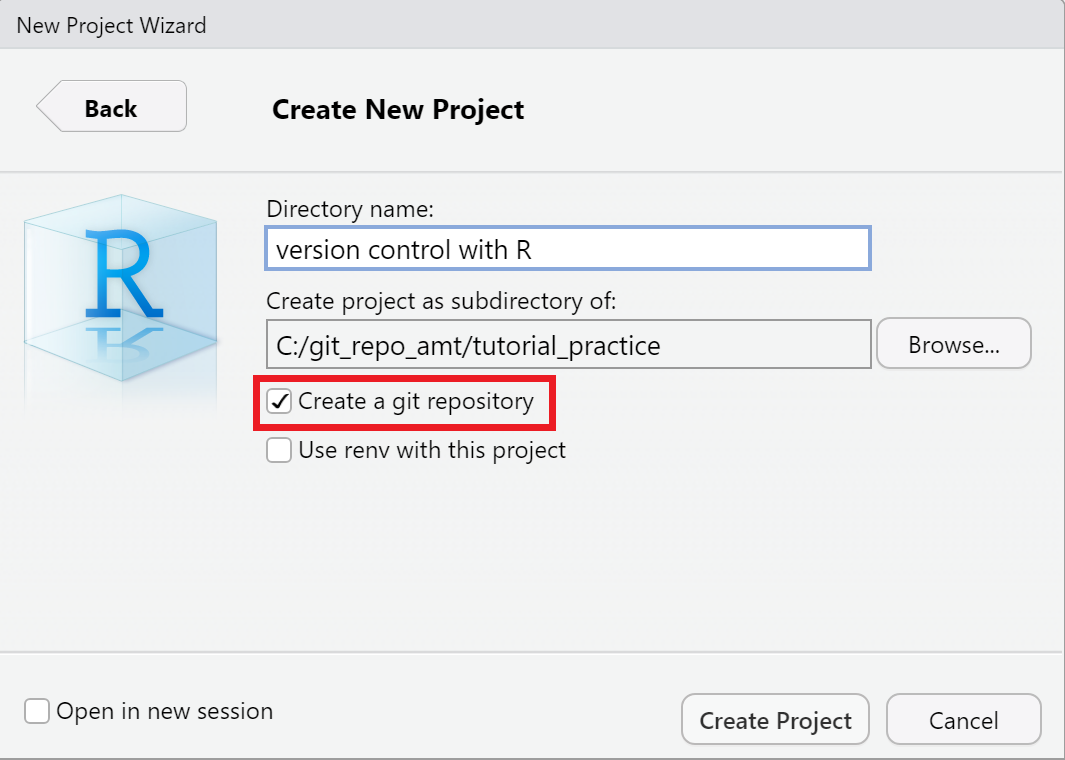 New Project Wizard
Back
Create New Project
R
Directory name:
version control with R
Create project as subdirectory of:
C:/git_repo_amt/tutorial_practice
Browse...
Create a git repository
Use renv with this project
Open in new session
Create Project
Cancel